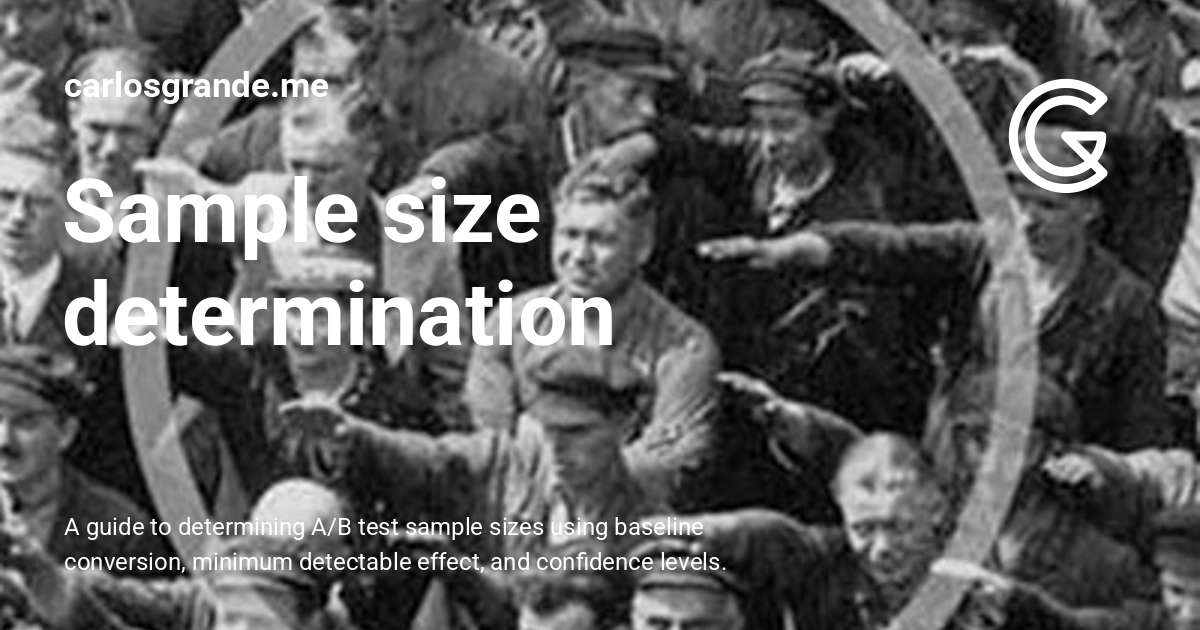 carlosgrande.me
Sample size
determination
A guide to determining A/B test sample sizes using baseline
conversion, minimum detectable effect, and confidence levels.